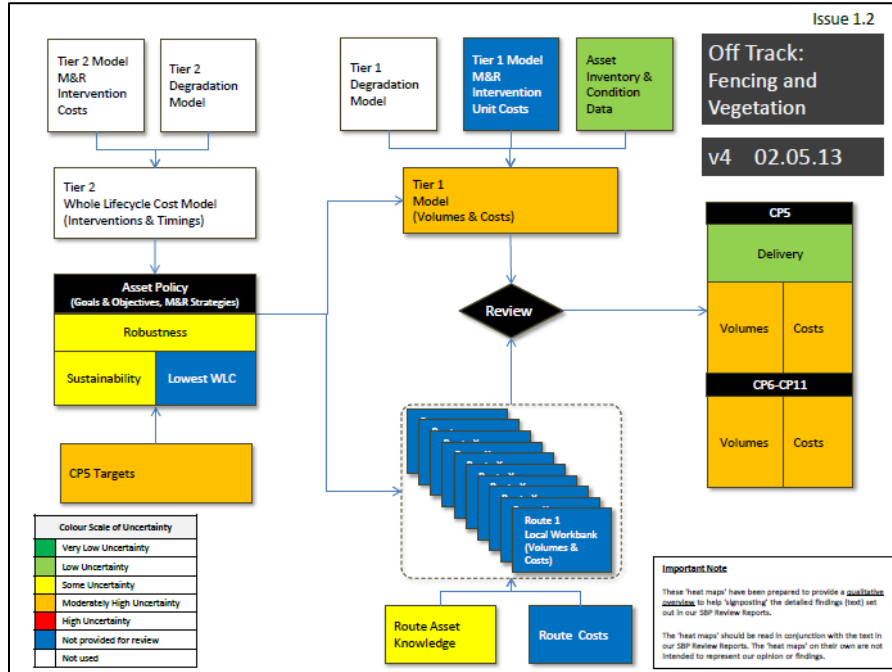 Issue 1.2
Tier 2 Model
M&R
Intervention
Costs
Tier 2
Degradation
Model
Tier 1
Degradation
Model
Tier 1 Model
M&R
Intervention
Unit Costs
Asset
Inventory &
Condition
Data
Off Track:
Fencing and
Vegetation
v4 02.05.13
Tier 2
Whole Lifecycle Cost Model
(Interventions & Timings)
Tier 1
Model
(Volumes & Costs)
CP5
Delivery
Volumes
Costs
CP6-CP11
Volumes
Costs
Asset Policy
(Goals & Objectives, M&R Strategies)
Robustness
Sustainability
Lowest WLC
Review
CP5 Targets
Route 1
Local Workbank
(Volumes &
Costs)
Route Asset
Knowledge
Route Costs
Colour Scale of Uncertainty
Very Low Uncertainty
Low Uncertainty
Some Uncertainty
Moderately High Uncertainty
High Uncertainty
Not provided for review
Not used
Important Note
These 'heat maps' have been prepared to provide a qualitative
overview to help 'signposting' the detailed findings (text) set
out in our SBP Review Reports.
The 'heat maps' should be read in conjunction with the text in
our SBP Review Reports. The 'heat maps' on their own are not
intended to represent our opinion or findings.